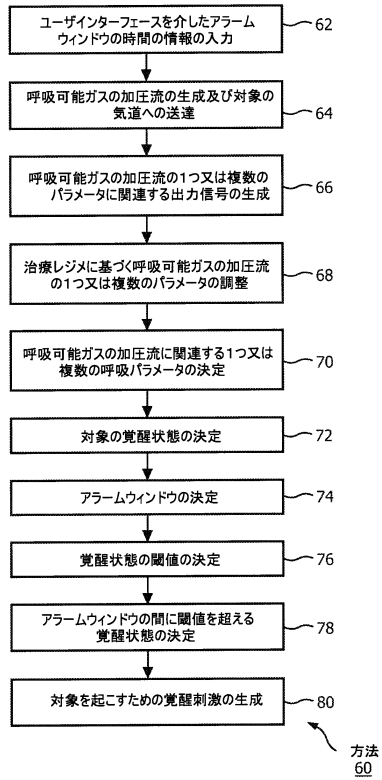 ユーザインターフェースを介したアラーム
ウィンドウの時間の情報の入力
62
呼吸可能ガスの加圧流の生成及び対象の
気道への送達
64
呼吸可能ガスの加圧流の1つ又は複数の
パラメータに関連する出力信号の生成
66
治療レジメに基づく呼吸可能ガスの加圧流
の1つ又は複数のパラメータの調整
68
呼吸可能ガスの加圧流に関連する1つ又は
複数の呼吸パラメータの決定
70
対象の覚醒状態の決定
72
アラームウィンドウの決定
74
覚醒状態の閾値の決定
76
アラームウィンドウの間に閾値を超える
覚醒状態の決定
78
対象を起こすための覚醒刺激の生成
80
方法
60